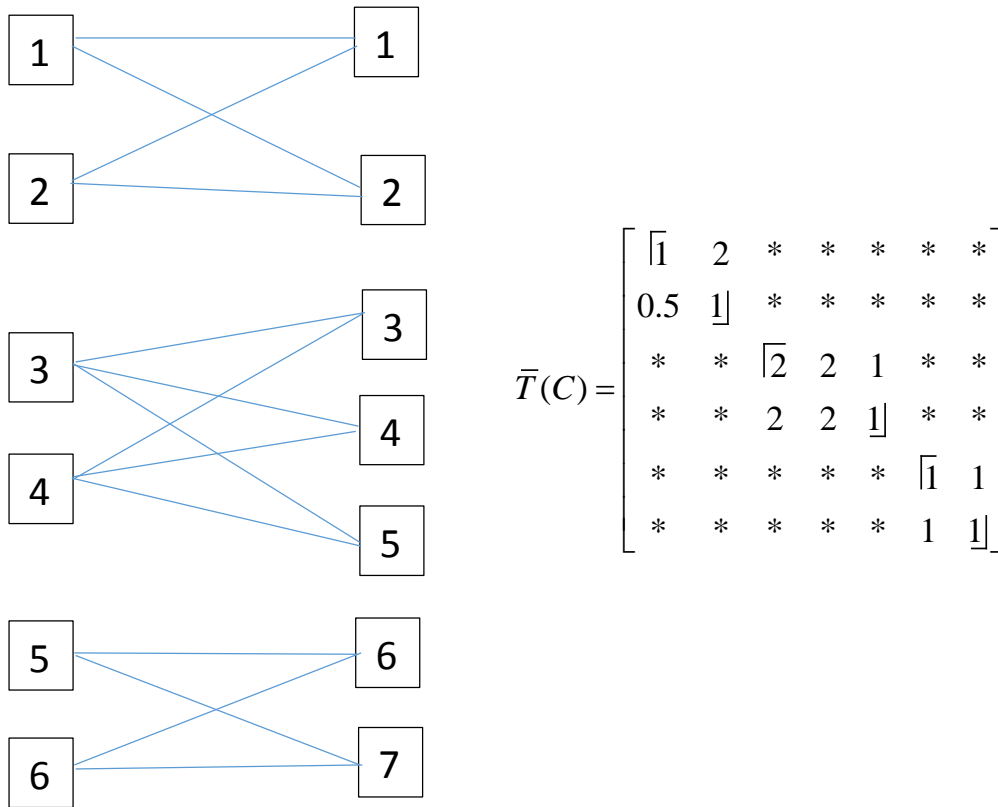 1 1
2 2
3 3
4 4
5
5 6
6 7
T̄(C) =
⌈1 2 * * * * *
0.5 1⌋ * * * * *
* * ⌈2 2 1 * *
* * 2 2 1⌋ * *
* * * * * ⌈1 1
* * * * * 1 1⌋